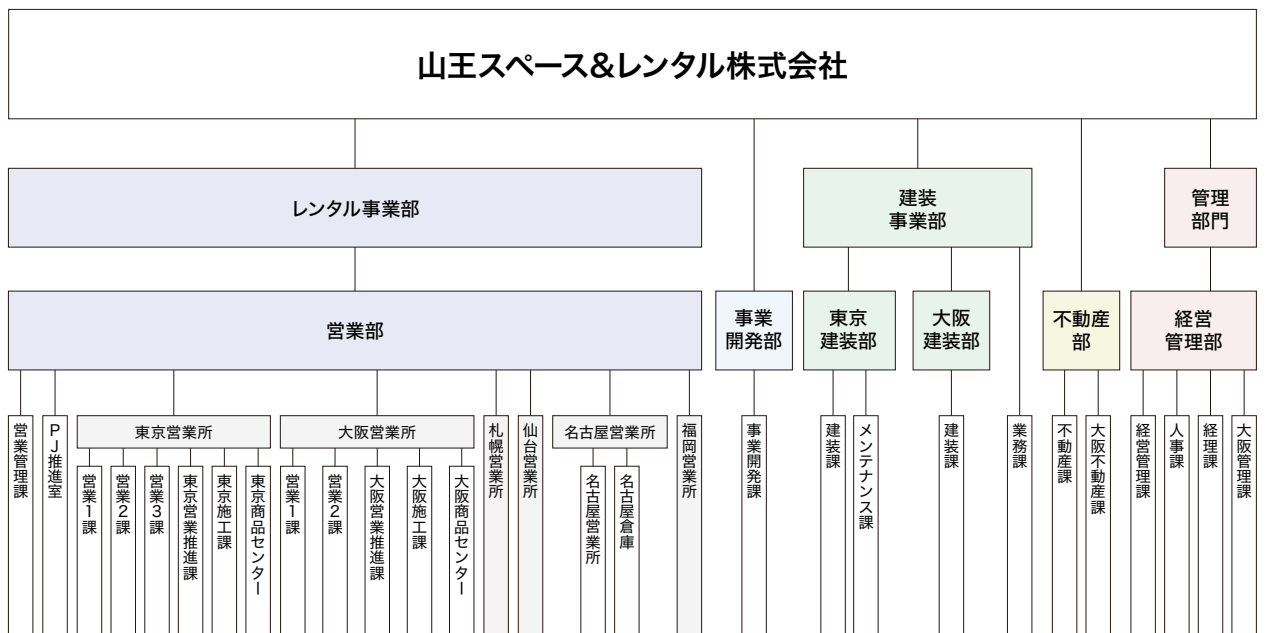 山王スペース&レンタル株式会社
レンタル事業部
建装
事業部
管理
部門
営業部
事業
開発部
東京
建装部
大阪
建装部
不動産
部
経営
管理部
営業管理課
PJ推進室
東京営業所
営業1課
営業2課
営業3課
東京営業推進課
東京施工課
東京商品センター
大阪営業所
営業1課
営業2課
大阪営業推進課
大阪施工課
大阪商品センター
札幌営業所
仙台営業所
名古屋営業所
名古屋営業所
名古屋倉庫
福岡営業所
事業開発課
建装課
メンテナンス課
建装課
業務課
不動産課
大阪不動産課
経営管理課
人事課
経理課
大阪管理課